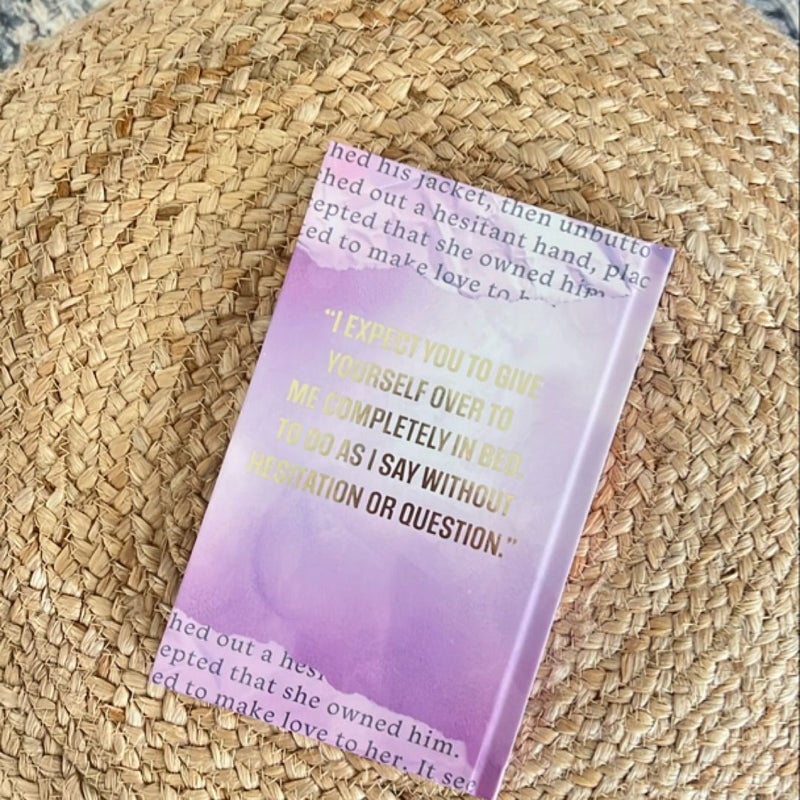 hed his jacket, then unbutto
hed out a hesitant hand, plac
epted that she owned him
ed to make love to h
“I EXPECT YOU TO GIVE
YOURSELF OVER TO
ME COMPLETELY IN BED.
TO DO AS I SAY WITHOUT
HESITATION OR QUESTION.”
hed out a hesi
epted that she owned him.
ed to make love to her. It see